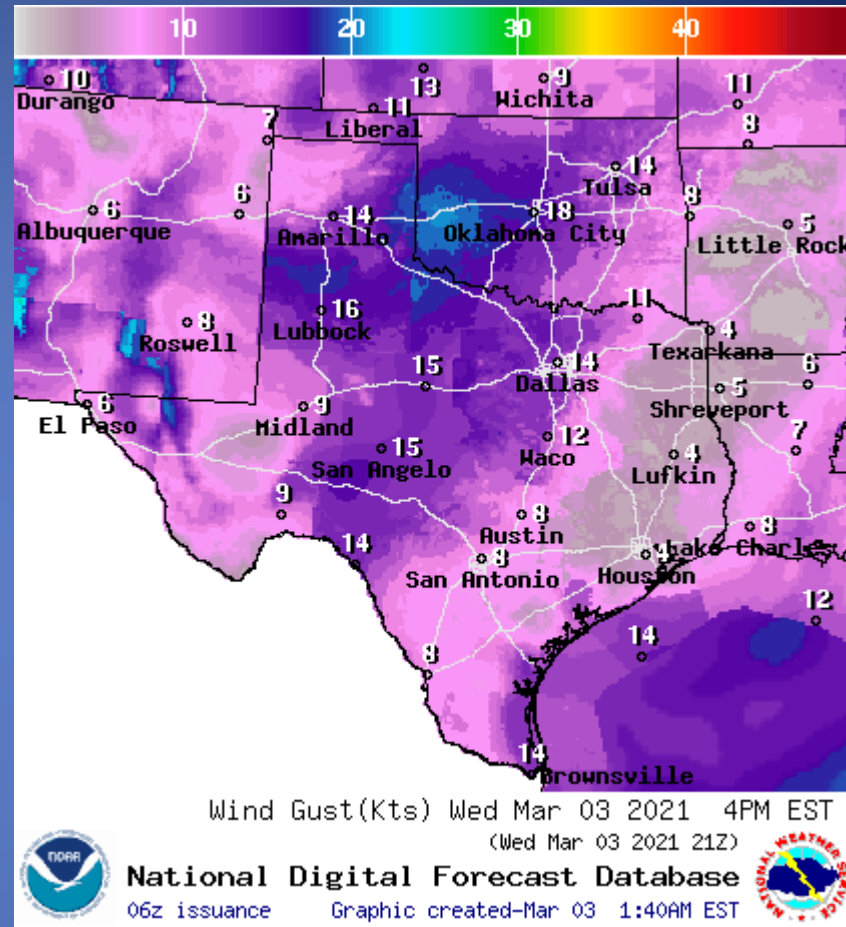 10 20 30 40
10
Durango
13
9
Wichita
11
11
Liberal
7
8
14
Tulsa
6
Albuquerque
6
14
Amarillo
18
Oklahoma City
8
5
Little Rock
16
Lubbock
8
Roswell
11
4
Texarkana
14
Dallas
15
5
Shreveport
6
6
El Paso
9
Midland
15
San Angelo
12
Waco
4
Lufkin
7
9
8
Austin
8
Lake Charles
14
8
San Antonio
4
Houston
12
14
8
14
Brownsville
Wind Gust(Kts) Wed Mar 03 2021 4PM EST
(Wed Mar 03 2021 21Z)
National Digital Forecast Database
06z issuance Graphic created-Mar 03 1:40AM EST
NOAA
NATIONAL WEATHER SERVICE